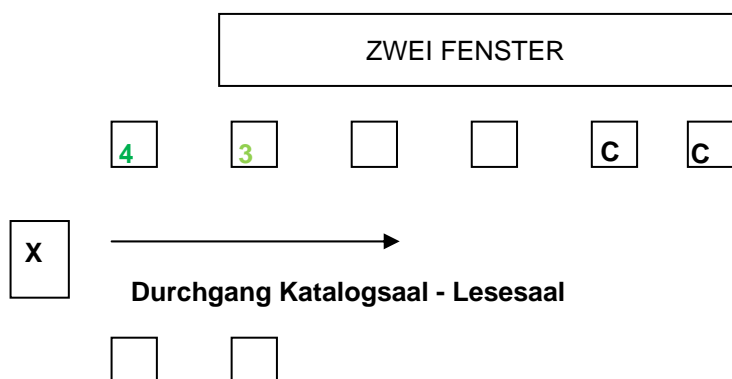 ZWEI FENSTER
4 3 C C
X
Durchgang Katalogsaal - Lesesaal